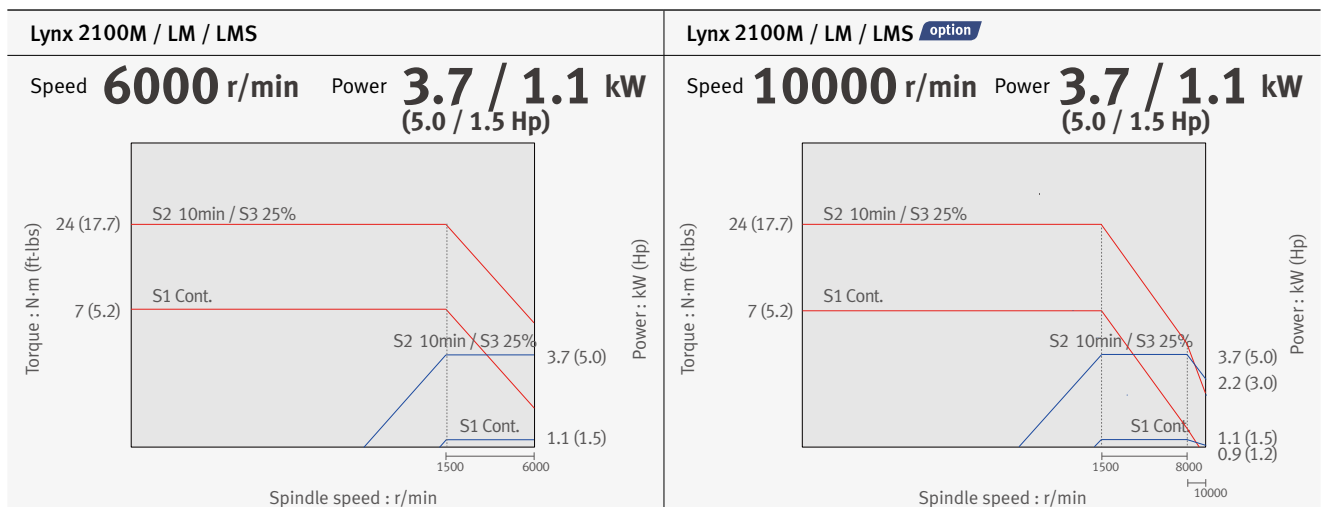 Lynx 2100M / LM / LMS
Speed 6000 r/min Power 3.7 / 1.1 kW
(5.0 / 1.5 Hp)
Torque : N·m (ft-lbs)
24 (17.7)
7 (5.2)
S2 10min / S3 25%
S1 Cont.
S2 10min / S3 25%
S1 Cont.
3.7 (5.0)
1.1 (1.5)
Power : kW (Hp)
1500 6000
Spindle speed : r/min
Lynx 2100M / LM / LMS option
Speed 10000 r/min Power 3.7 / 1.1 kW
(5.0 / 1.5 Hp)
Torque : N·m (ft-lbs)
24 (17.7)
7 (5.2)
S2 10min / S3 25%
S1 Cont.
S2 10min / S3 25%
S1 Cont.
3.7 (5.0)
2.2 (3.0)
1.1 (1.5)
0.9 (1.2)
Power : kW (Hp)
1500 8000
10000
Spindle speed : r/min